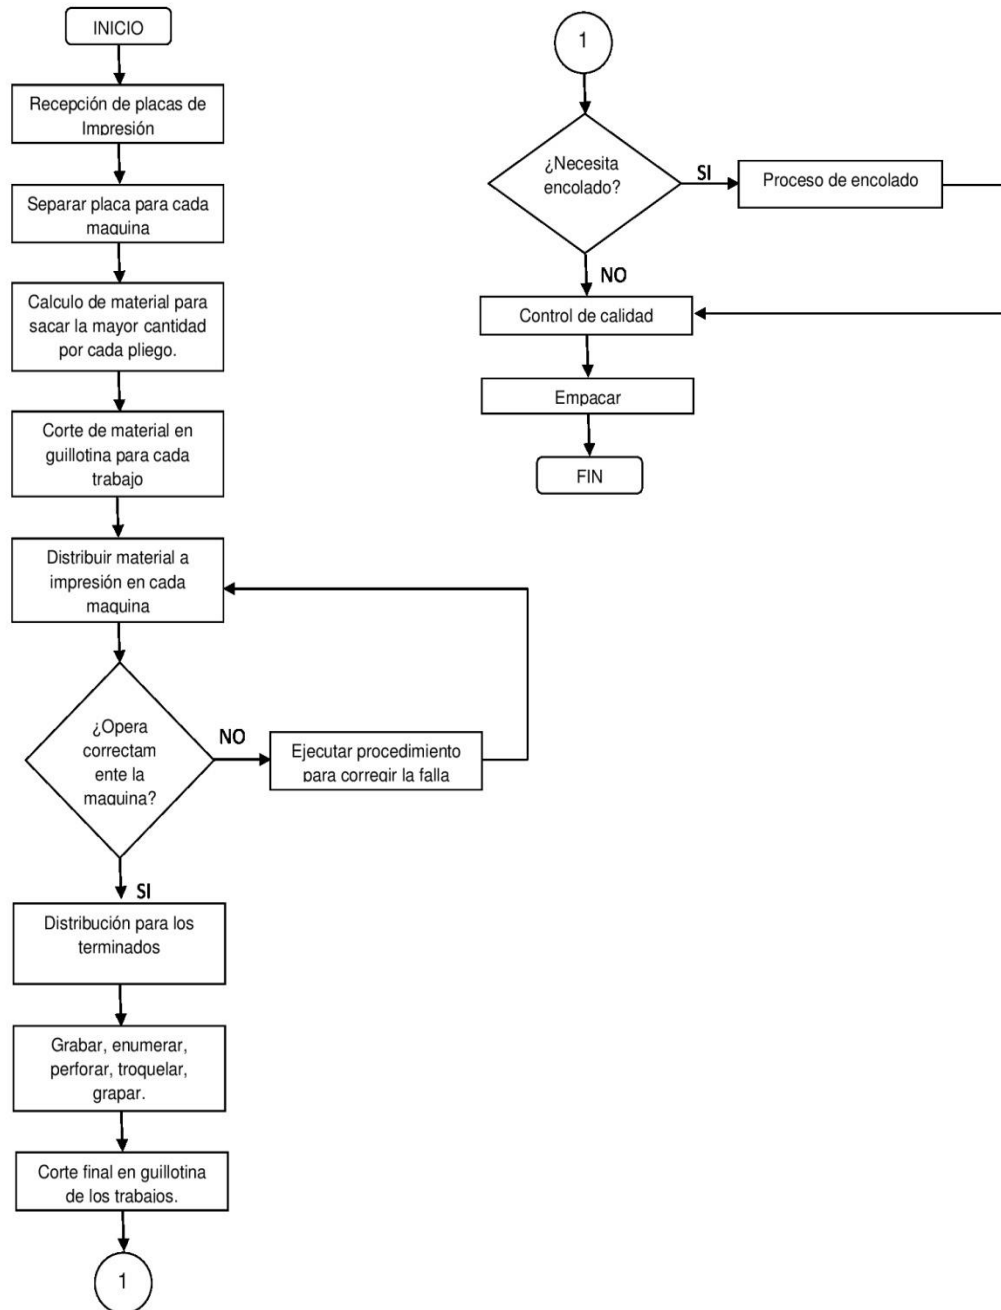 INICIO
Recepción de placas de
Impresión
Separar placa para cada
maquina
Calculo de material para
sacar la mayor cantidad
por cada pliego.
Corte de material en
guillotina para cada
trabajo
Distribuir material a
impresión en cada
maquina
¿Opera
correctam
ente la
maquina?
NO
Ejecutar procedimiento
para corregir la falla
SI
Distribución para los
terminados
Grabar, enumerar,
perforar, troquelar,
grapar.
Corte final en guillotina
de los trabajos.
1
1
¿Necesita
encolado?
SI
Proceso de encolado
NO
Control de calidad
Empacar
FIN